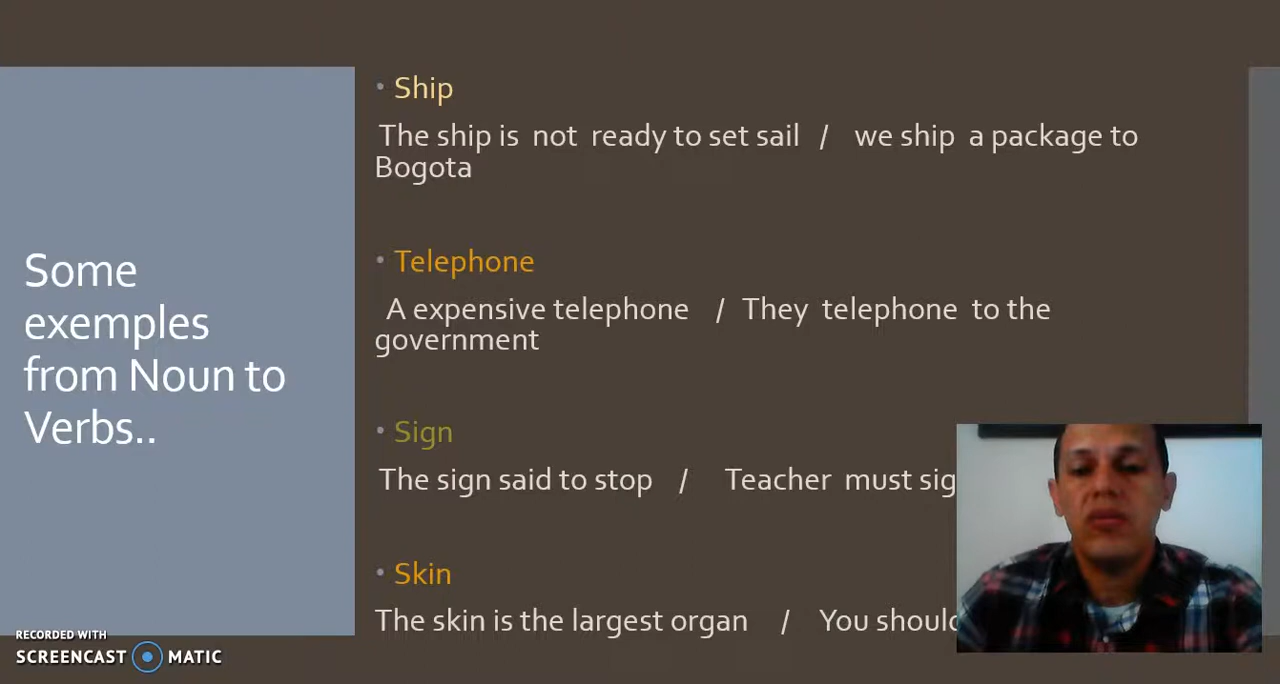 Some
exemples
from Noun to
Verbs..
• Ship
The ship is not ready to set sail / we ship a package to
Bogota
• Telephone
A expensive telephone / They telephone to the
government
• Sign
The sign said to stop / Teacher must sig
• Skin
The skin is the largest organ / You should
RECORDED WITH
SCREENCAST MATIC